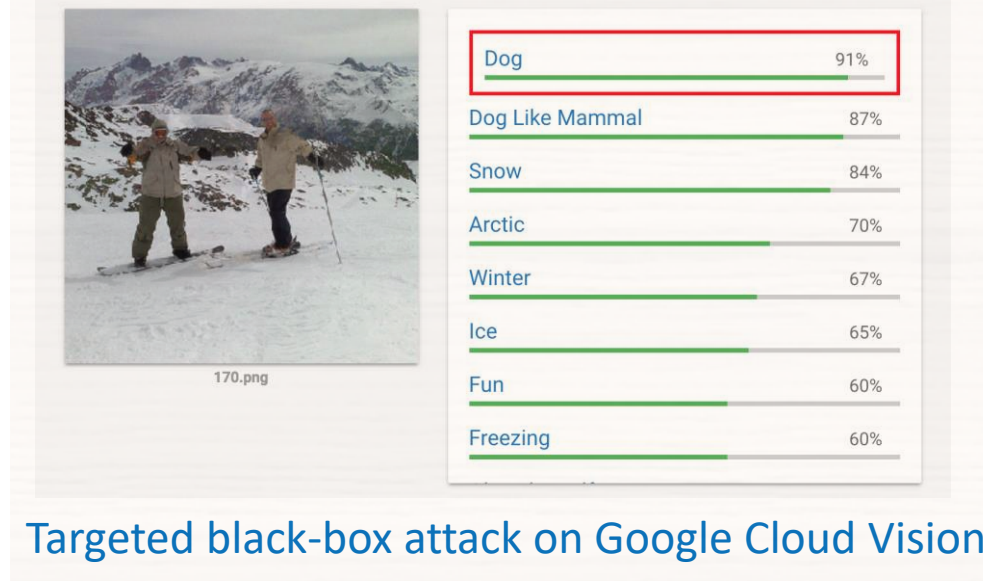 Dog 91%
Dog Like Mammal 87%
Snow 84%
Arctic 70%
Winter 67%
Ice 65%
170.png
Fun 60%
Freezing 60%
Targeted black-box attack on Google Cloud Vision